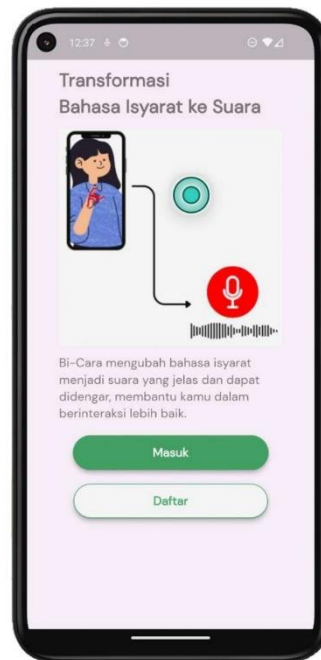 12:37
Transformasi
Bahasa Isyarat ke Suara
Bi-Cara mengubah bahasa isyarat
menjadi suara yang jelas dan dapat
didengar, membantu kamu dalam
berinteraksi lebih baik.
Masuk
Daftar